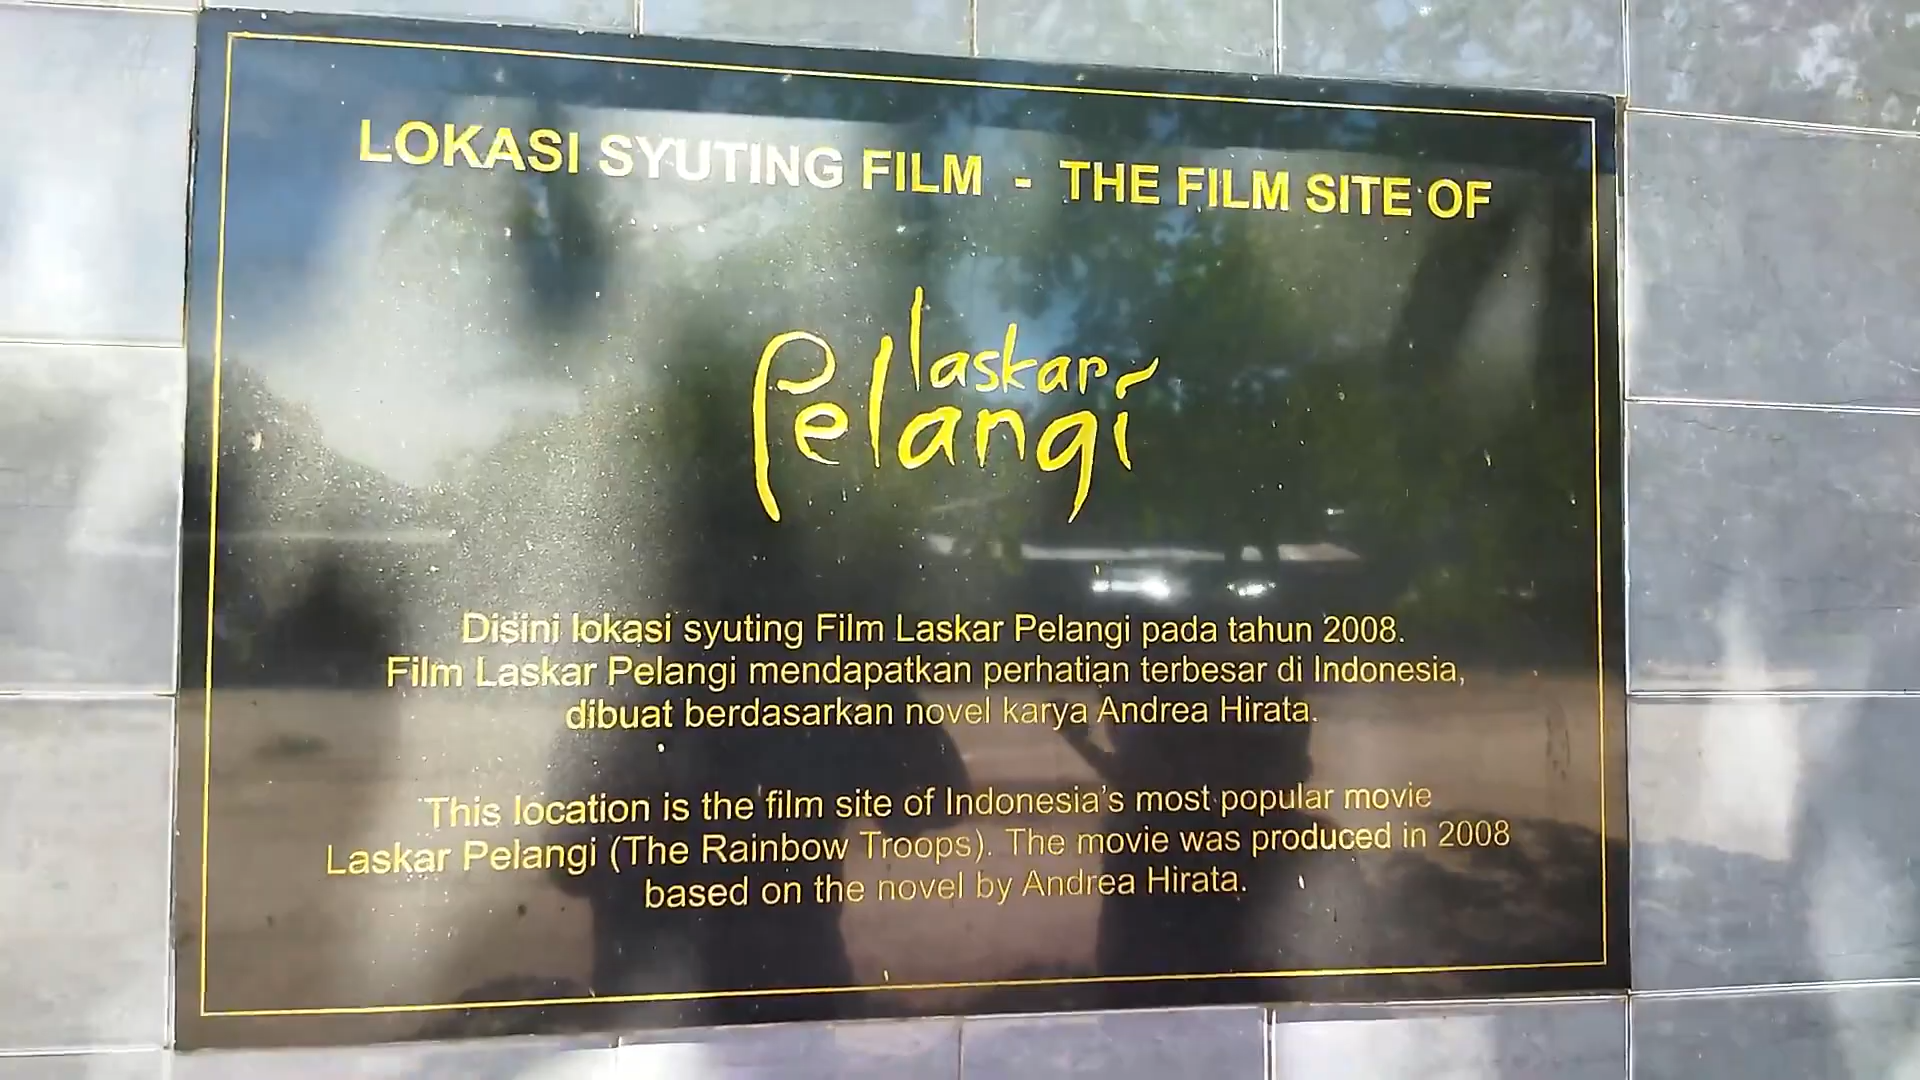 LOKASI SYUTING FILM - THE FILM SITE OF
laskar
Pelangi
Disini lokasi syuting Film Laskar Pelangi pada tahun 2008.
Film Laskar Pelangi mendapatkan perhatian terbesar di Indonesia,
dibuat berdasarkan novel karya Andrea Hirata.
This location is the film site of Indonesia's most popular movie
Laskar Pelangi (The Rainbow Troops). The movie was produced in 2008
based on the novel by Andrea Hirata.